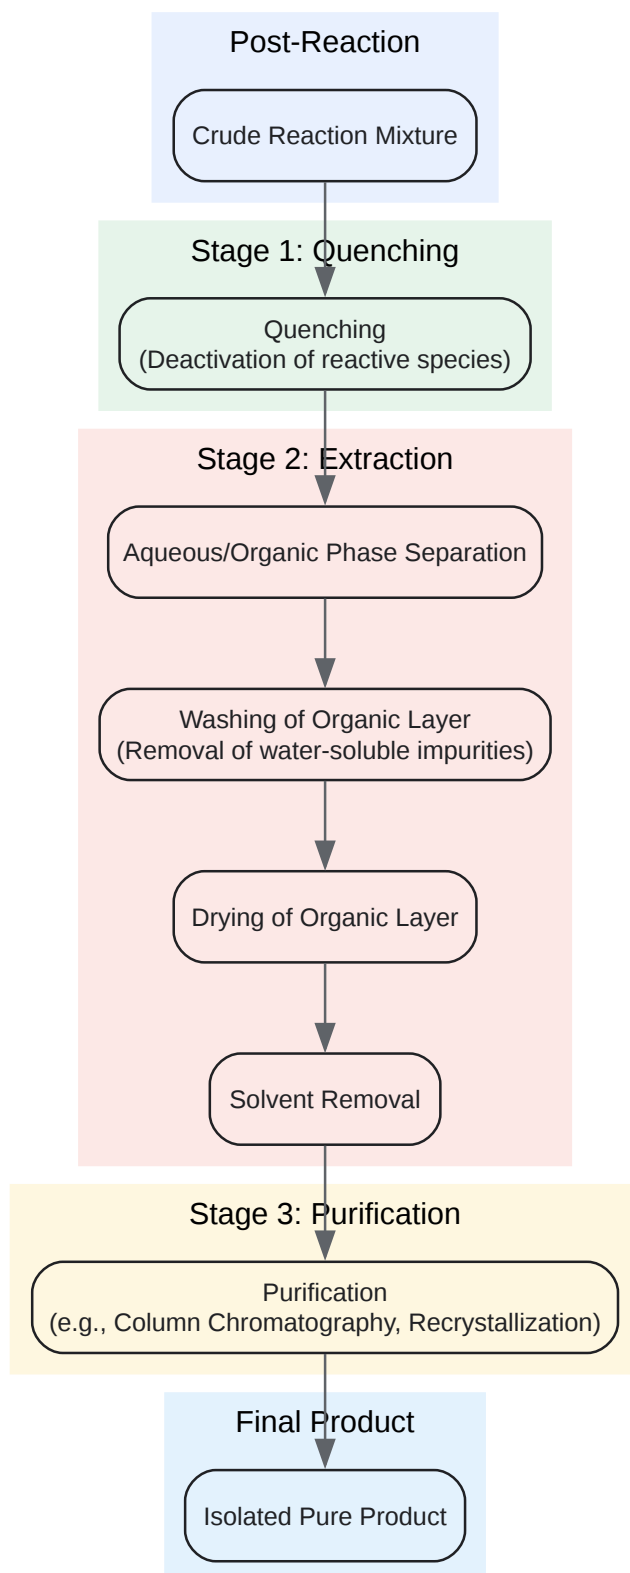 Post-Reaction
Crude Reaction Mixture
Stage 1: Quenching
Quenching
(Deactivation of reactive species)
Stage 2: Extraction
Aqueous/Organic Phase Separation
Washing of Organic Layer
(Removal of water-soluble impurities)
Drying of Organic Layer
Solvent Removal
Stage 3: Purification
Purification
(e.g., Column Chromatography, Recrystallization)
Final Product
Isolated Pure Product